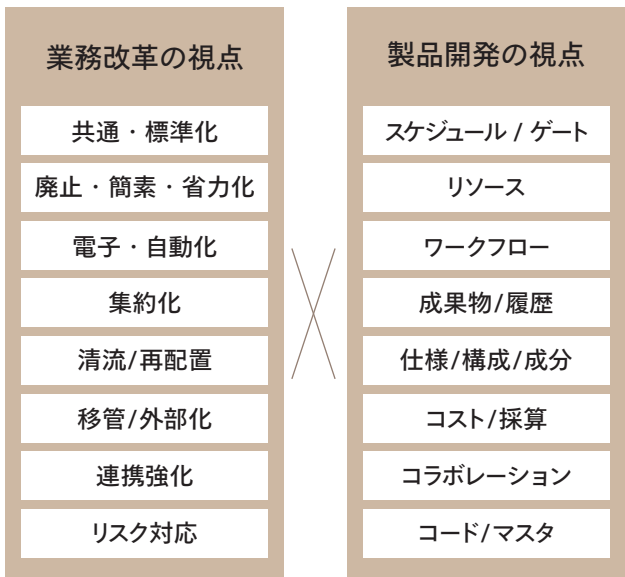 業務改革の視点
共通・標準化
廃止・簡素・省力化
電子・自動化
集約化
清流/再配置
移管/外部化
連携強化
リスク対応
製品開発の視点
スケジュール / ゲート
リソース
ワークフロー
成果物/履歴
仕様/構成/成分
コスト/採算
コラボレーション
コード/マスタ